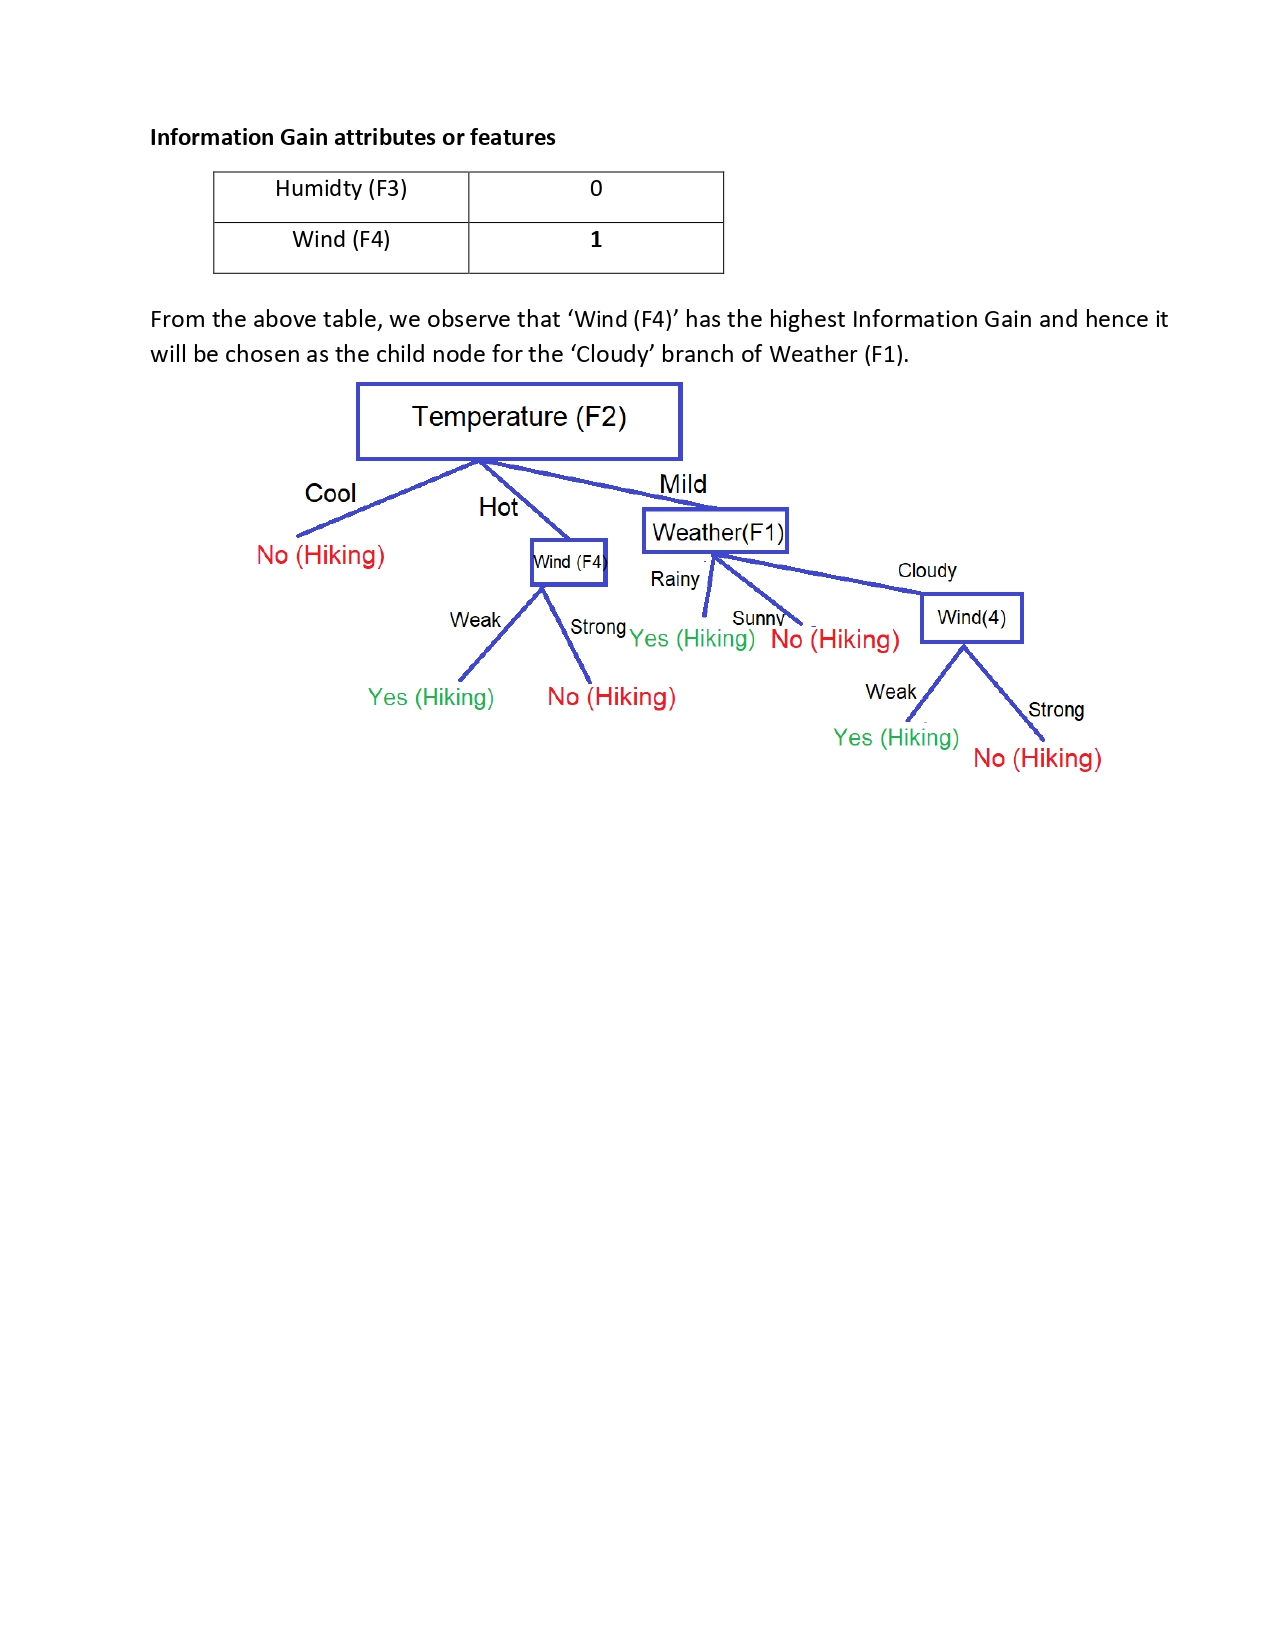 Information Gain attributes or features
Humidty (F3) 0
Wind (F4) 1
From the above table, we observe that ‘Wind (F4)’ has the highest Information Gain and hence it
will be chosen as the child node for the ‘Cloudy’ branch of Weather (F1).
Temperature (F2)
Cool
Hot
Mild
No (Hiking)
Wind (F4)
Weather(F1)
Rainy
Sunny
Cloudy
Weak
Strong
Yes (Hiking)
No (Hiking)
Wind(4)
Yes (Hiking)
No (Hiking)
Weak
Strong
Yes (Hiking)
No (Hiking)